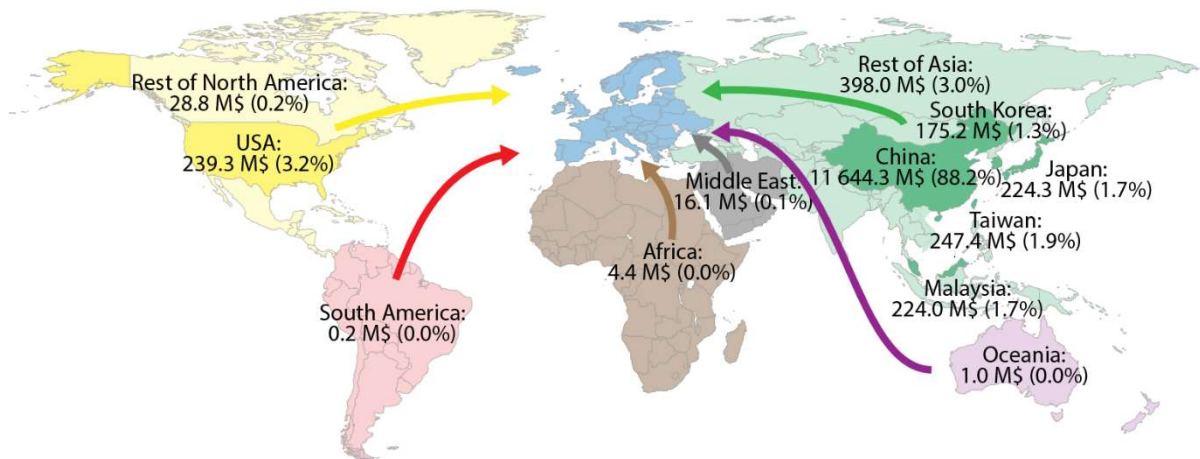 Rest of North America:
28.8 M$ (0.2%)
USA:
239.3 M$ (3.2%)
South America:
0.2 M$ (0.0%)
Africa:
4.4 M$ (0.0%)
Middle East:
16.1 M$ (0.1%)
Rest of Asia:
398.0 M$ (3.0%)
South Korea:
175.2 M$ (1.3%)
China:
11 644.3 M$ (88.2%)
Japan:
224.3 M$ (1.7%)
Taiwan:
247.4 M$ (1.9%)
Malaysia:
224.0 M$ (1.7%)
Oceania:
1.0 M$ (0.0%)